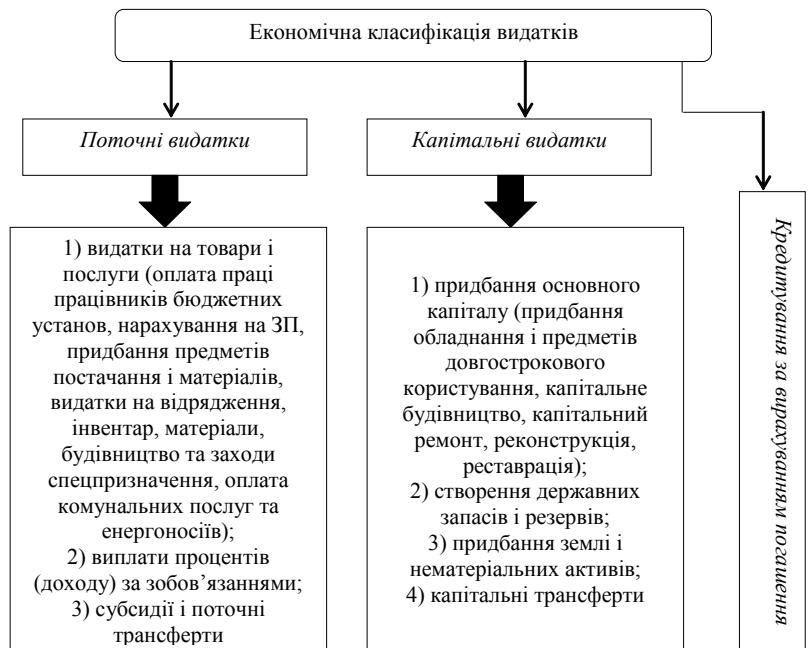 Економічна класифікація видатків
Поточні видатки
Капітальні видатки
1) видатки на товари і
послуги (оплата праці
працівників бюджетних
установ, нарахування на ЗП,
придбання предметів
постачання і матеріалів,
видатки на відрядження,
інвентар, матеріали,
будівництво та заходи
спецпризначення, оплата
комунальних послуг та
енергоносіїв);
2) виплати процентів
(доходу) за зобов’язаннями;
3) субсидії і поточні
трансферти
1) придбання основного
капіталу (придбання
обладнання і предметів
довгострокового
користування, капітальне
будівництво, капітальний
ремонт, реконструкція,
реставрація);
2) створення державних
запасів і резервів;
3) придбання землі і
нематеріальних активів;
4) капітальні трансферти
Кредитування за вирахуванням погашення